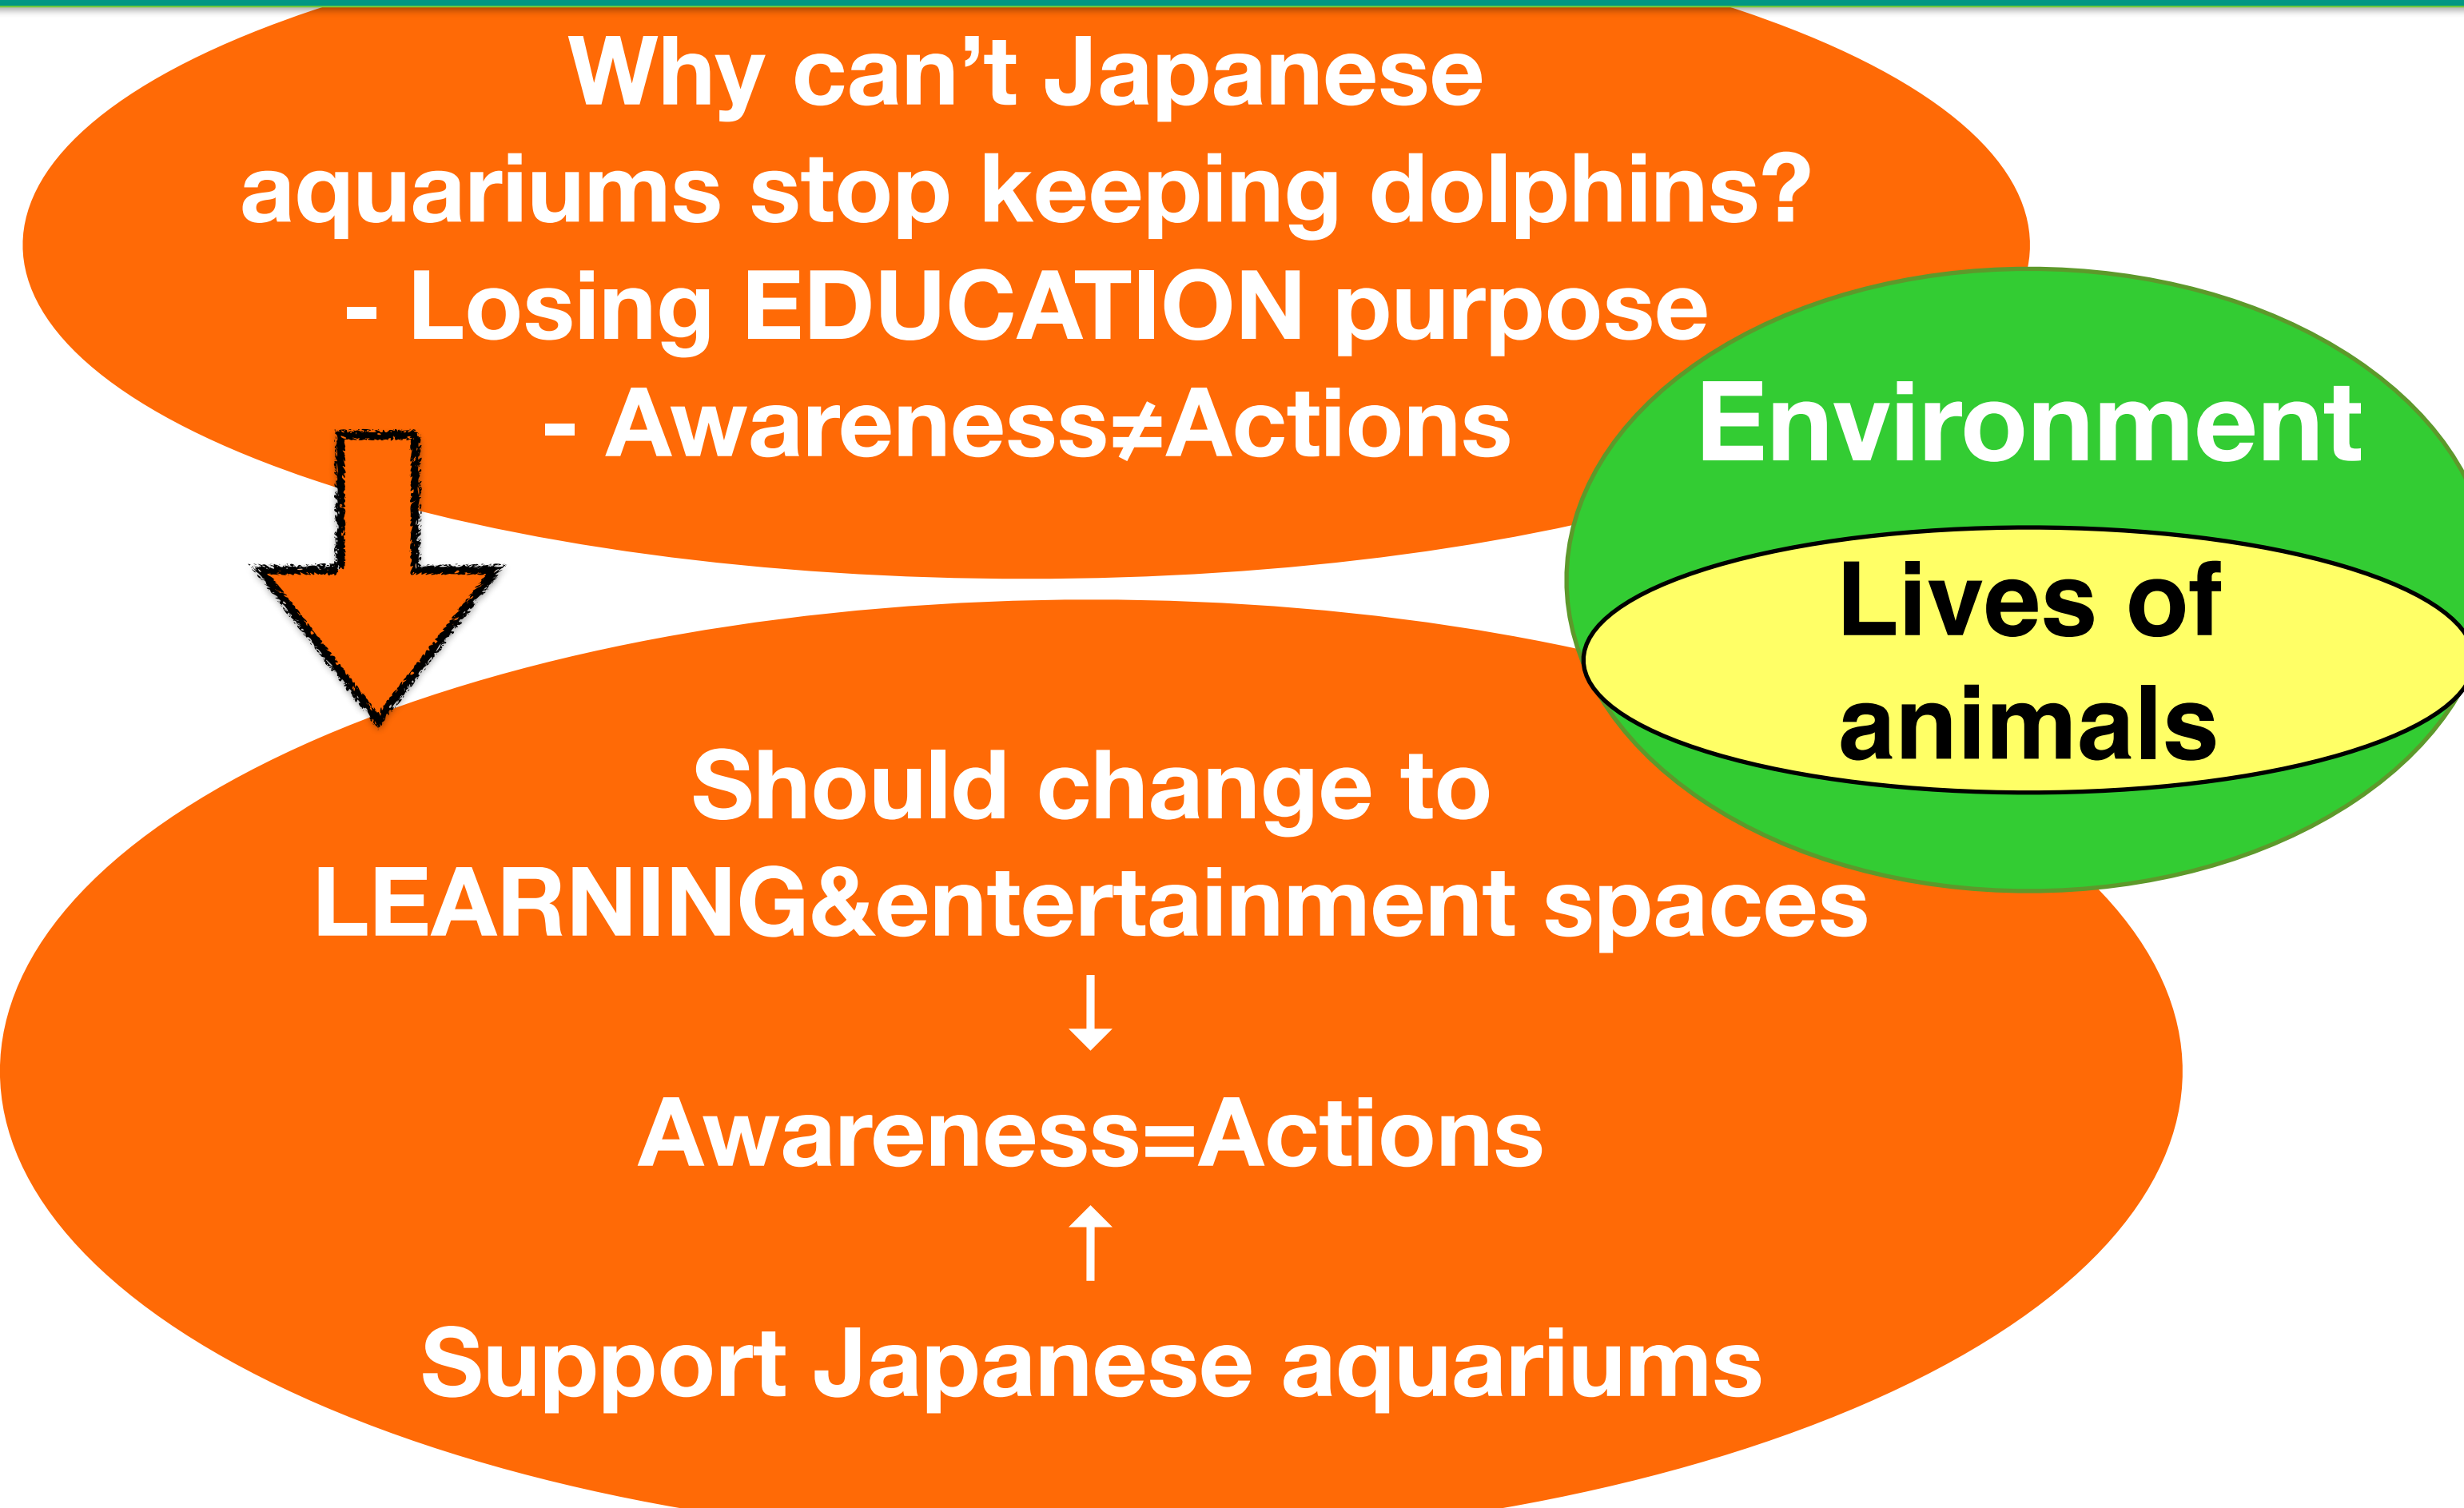 Why can’t Japanese
aquariums stop keeping dolphins?
- Losing EDUCATION purpose
- Awareness≠Actions
Environment
Lives of
animals
Should change to
LEARNING&entertainment spaces
↓
Awareness=Actions
↑
Support Japanese aquariums